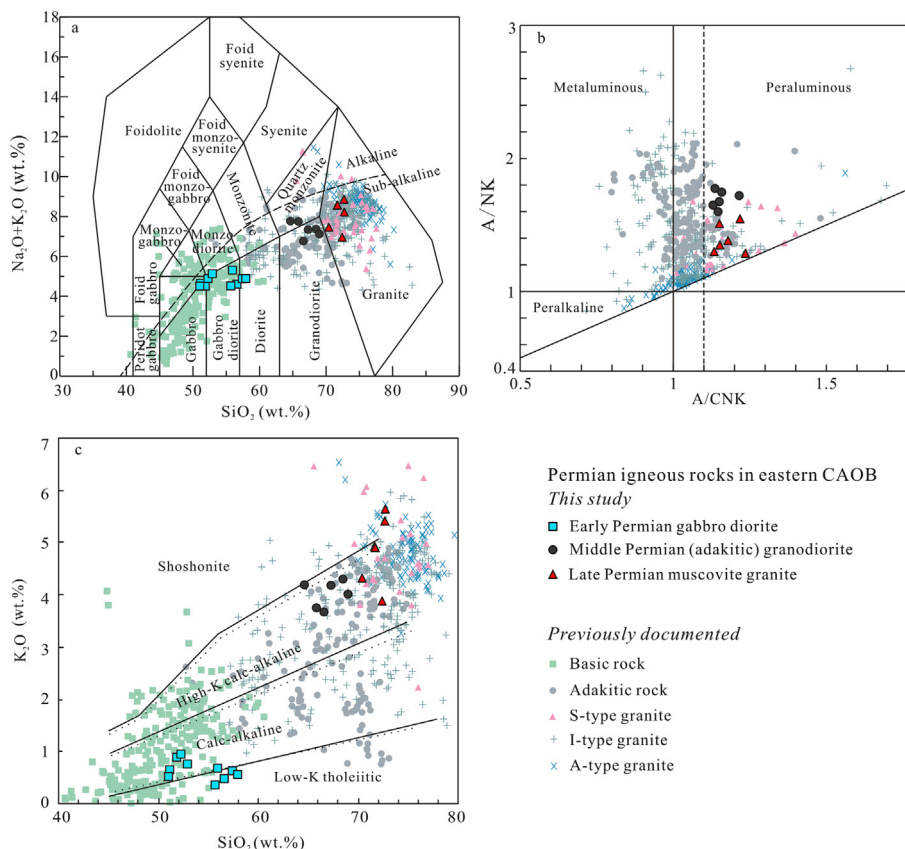 a
18
16
14
12
10
8
6
4
2
0
Na₂O+K₂O (wt.%)
Foid
syenite
Foidolite
Foid
monzo-
syenite
Syenite
Foid
monzo-
gabbro
Monzonite
Quartz
monzonite
Alkaline
Sub-alkaline
Monzo-
gabbro
Monzo
diorite
Foid
gabbro
Peridot
gabbro
Gabbro
Gabbro
diorite
Diorite
Granodiorite
Granite
30 40 50 60 70 80 90
SiO₂ (wt.%)
b
3
2
1
0.4
A/NK
Metaluminous
Peraluminous
Peralkaline
0.5 1 1.5
A/CNK
c
7
6
5
4
3
2
1
0
K₂O (wt.%)
Shoshonite
High-K calc-alkaline
Calc-alkaline
Low-K tholeiitic
40 50 60 70 80
SiO₂(wt.%)
Permian igneous rocks in eastern CAOB
This study
Early Permian gabbro diorite
Middle Permian (adakitic) granodiorite
Late Permian muscovite granite
Previously documented
Basic rock
Adakitic rock
S-type granite
I-type granite
A-type granite